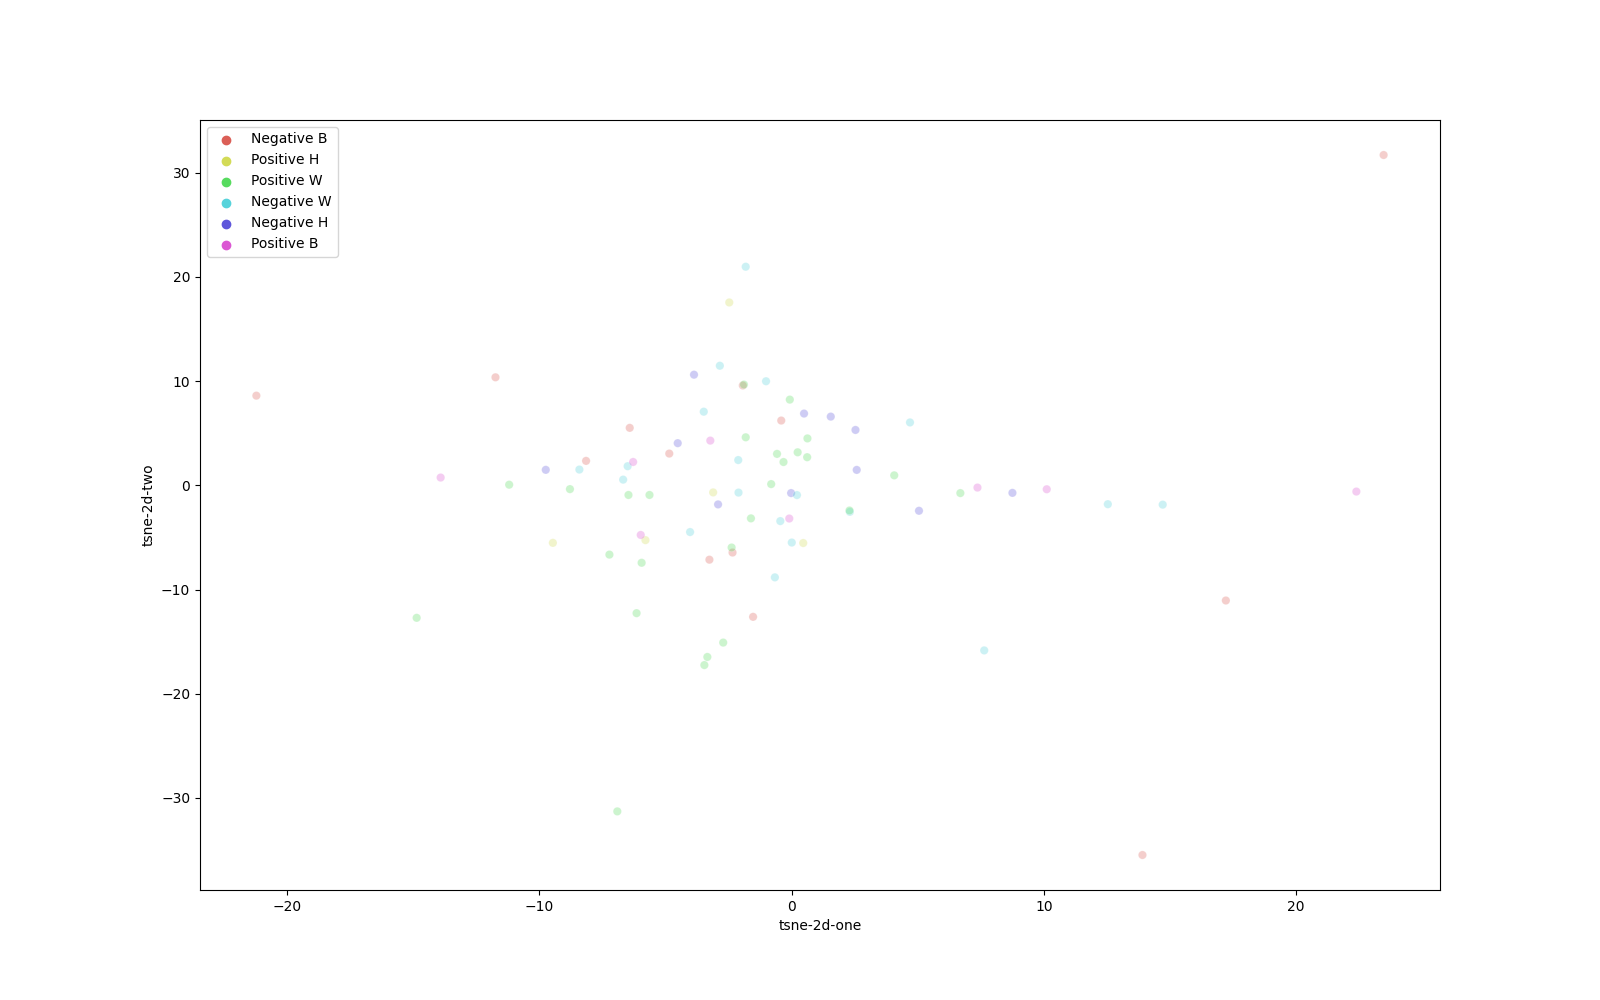 Negative B
Positive H
Positive W
Negative W
Negative H
Positive B
30
20
10
0
−10
−20
−30
tsne-2d-two
−20
−10
0
10
20
tsne-2d-one